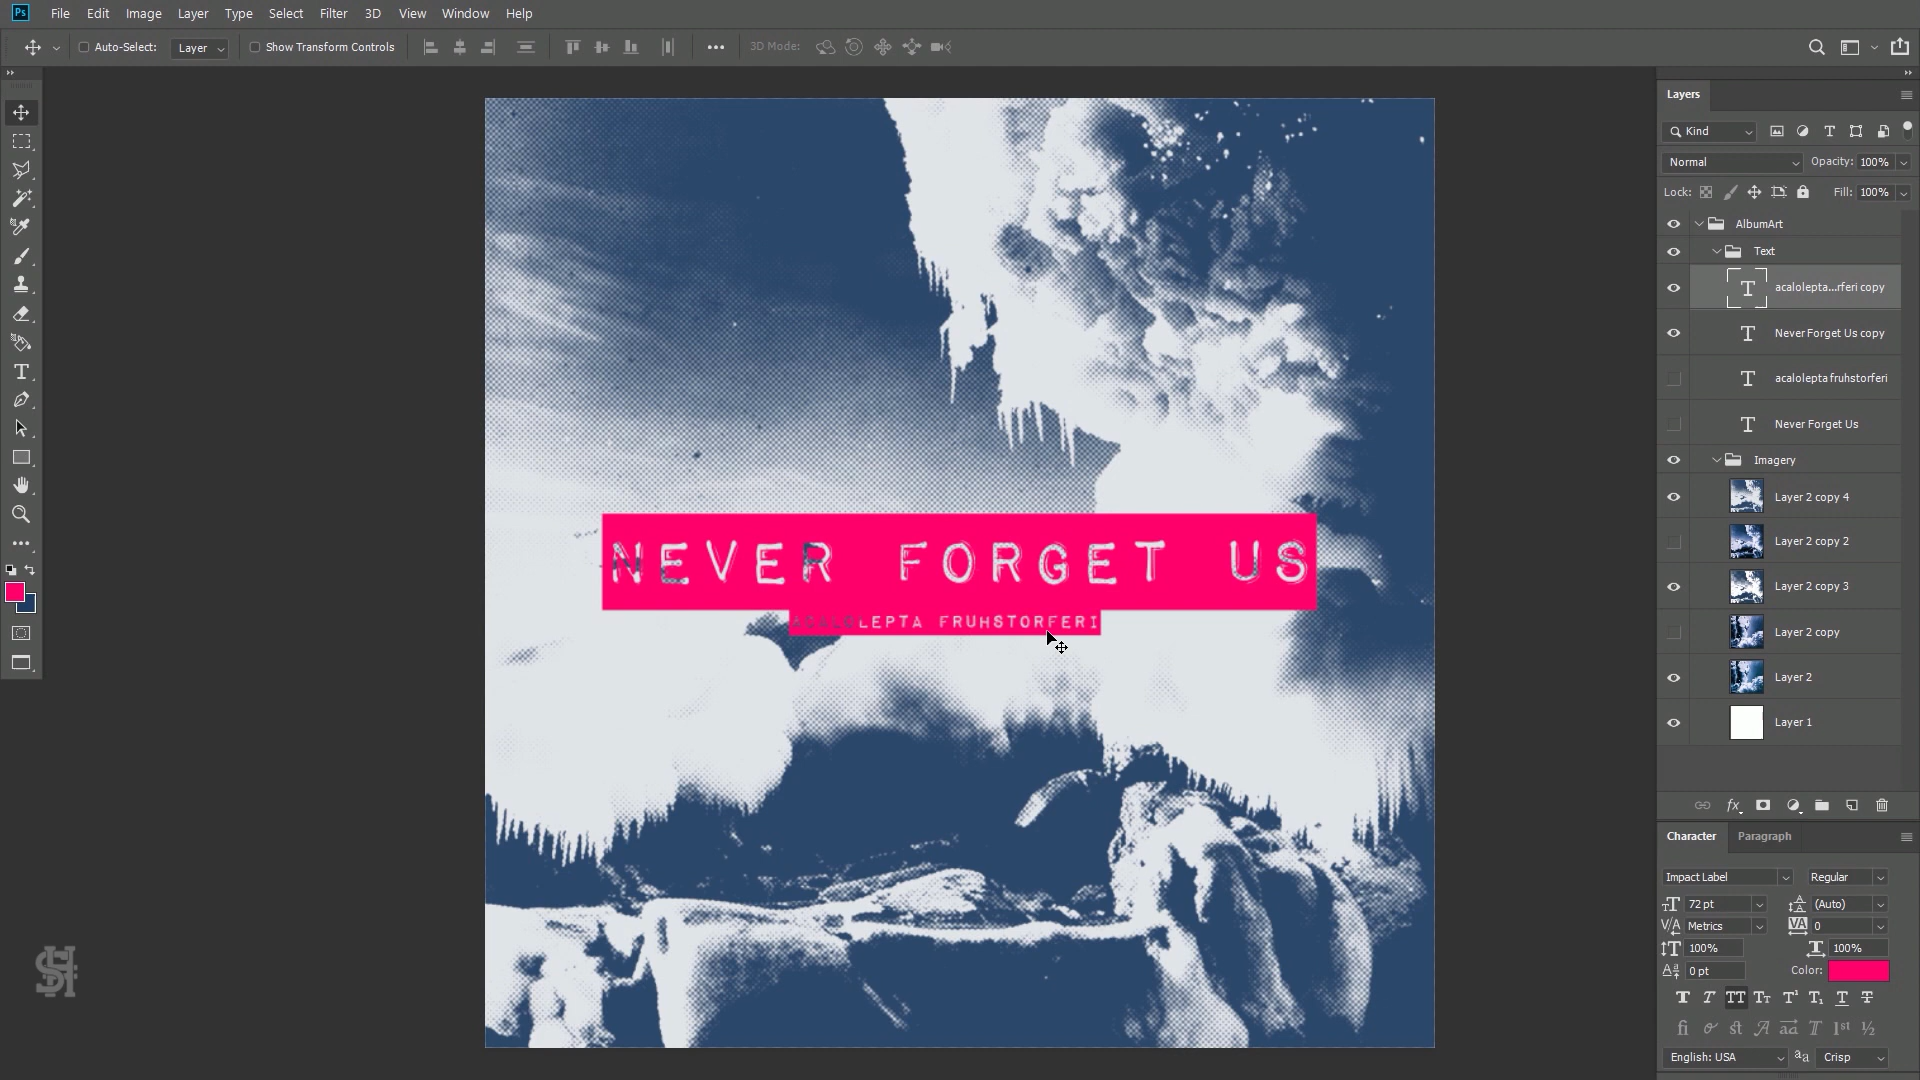 Ps File Edit Image Layer Type Select Filter 3D View Window Help
Auto-Select: Layer Show Transform Controls 3D Mode:
Layers
Kind
Normal Opacity: 100%
Lock: Fill: 100%
AlbumArt
Text
acalolepta...rferi copy
Never Forget Us copy
acalolepta fruhstorferi
Never Forget Us
Imagery
Layer 2 copy 4
Layer 2 copy 2
Layer 2 copy 3
Layer 2 copy
Layer 2
Layer 1
NEVER FORGET US
ACALOLEPTA FRUHSTORFERI
fx
Character Paragraph
Impact Label Regular
72 pt (Auto)
Metrics 0
100% 100%
0 pt Color:
English: USA aa Crisp
SH